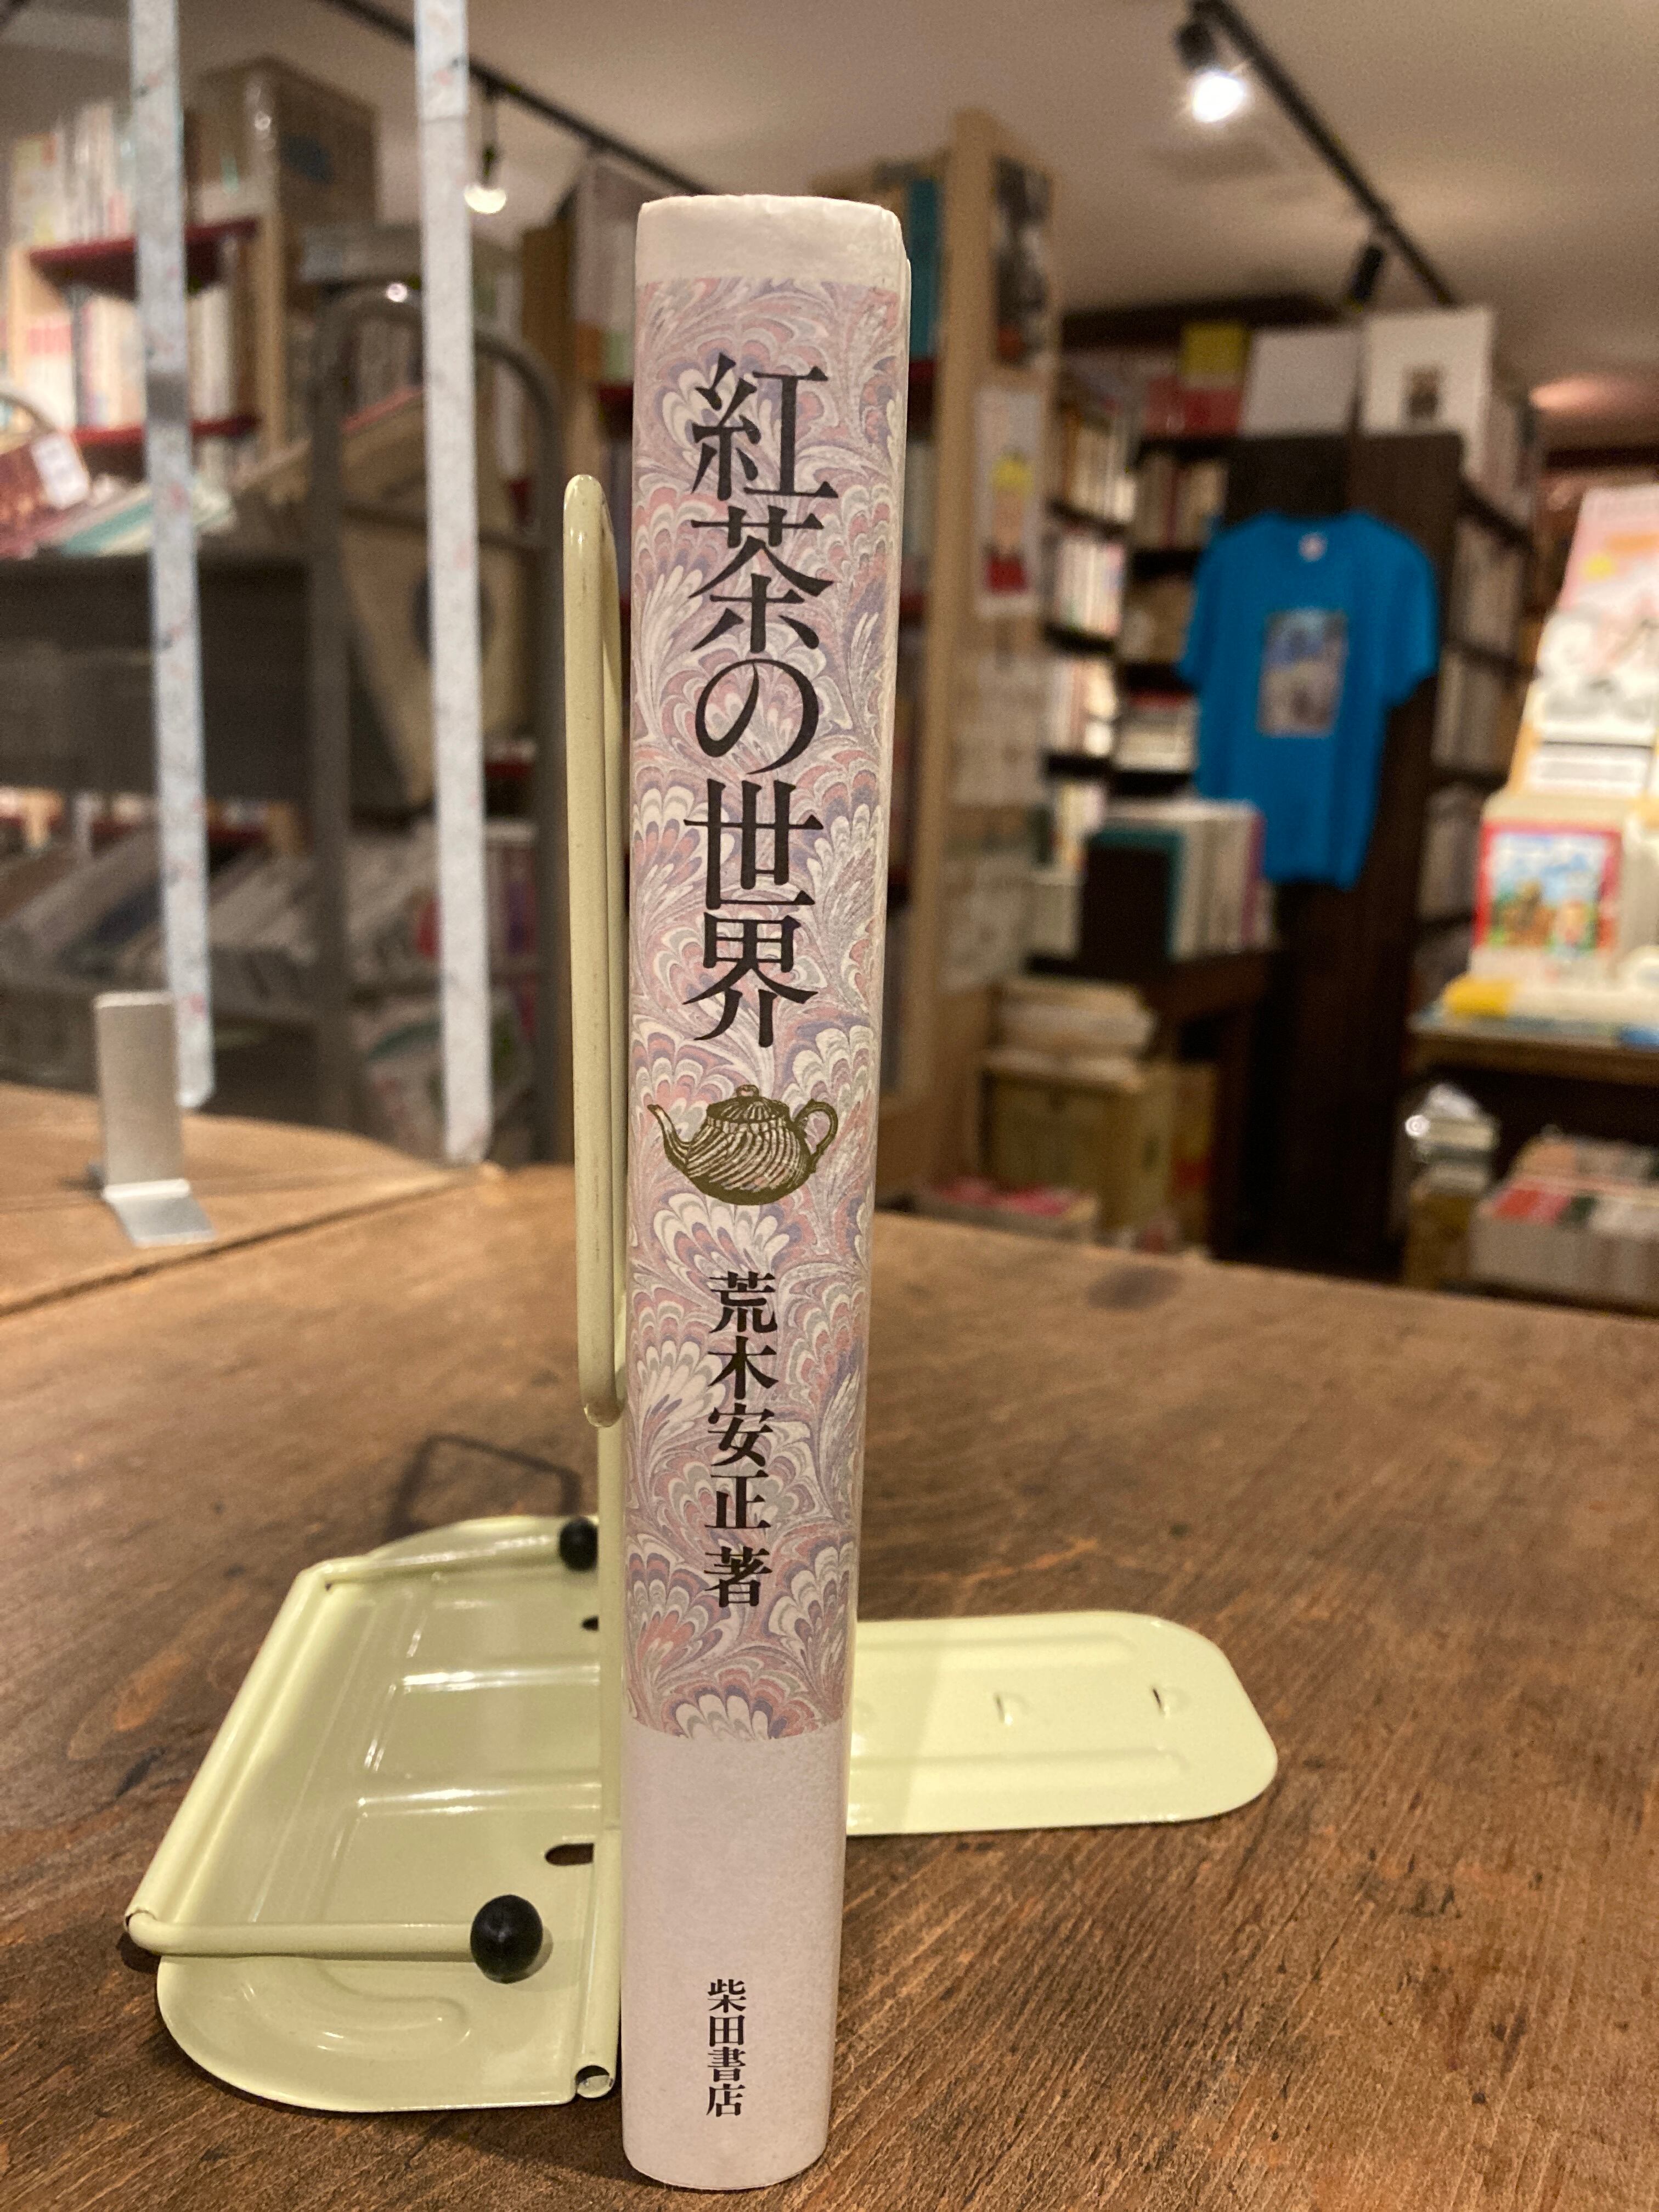 紅茶の世界
荒木安正 著
柴田書店